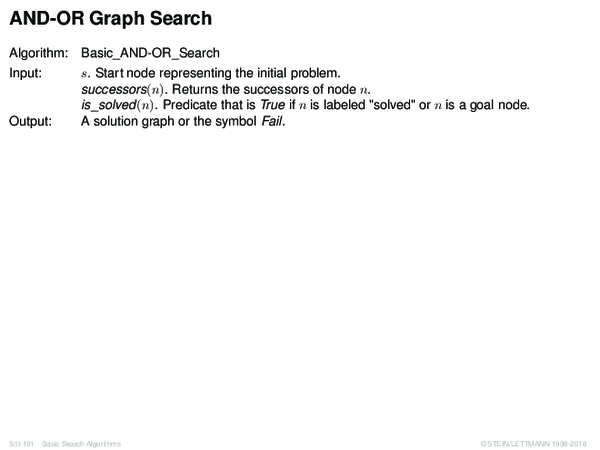 AND-OR Graph Search
Algorithm: Basic_AND-OR_Search
Input: s. Start node representing the initial problem.
successors(n). Returns the successors of node n.
is_solved(n). Predicate that is True if n is labeled "solved" or n is a goal node.
Output: A solution graph or the symbol Fail.
S:II-191 Basic Search Algorithms © STEIN/LETTMANN 1998-2018